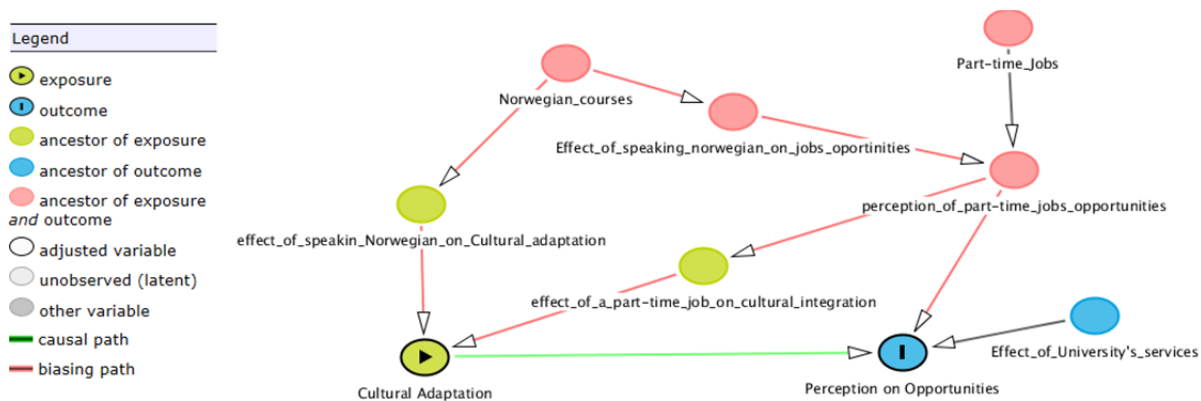 Legend
exposure
outcome
ancestor of exposure
ancestor of outcome
ancestor of exposure
and outcome
adjusted variable
unobserved (latent)
other variable
causal path
biasing path
Part-time_Jobs
Norwegian_courses
Effect_of_speaking_norwegian_on_jobs_oportinities
perception_of_part-time_jobs_opportunities
effect_of_speakin_Norwegian_on_Cultural_adaptation
effect_of_a_part-time_job_on_cultural_integration
Effect_of_University's_services
Cultural Adaptation
Perception on Opportunities